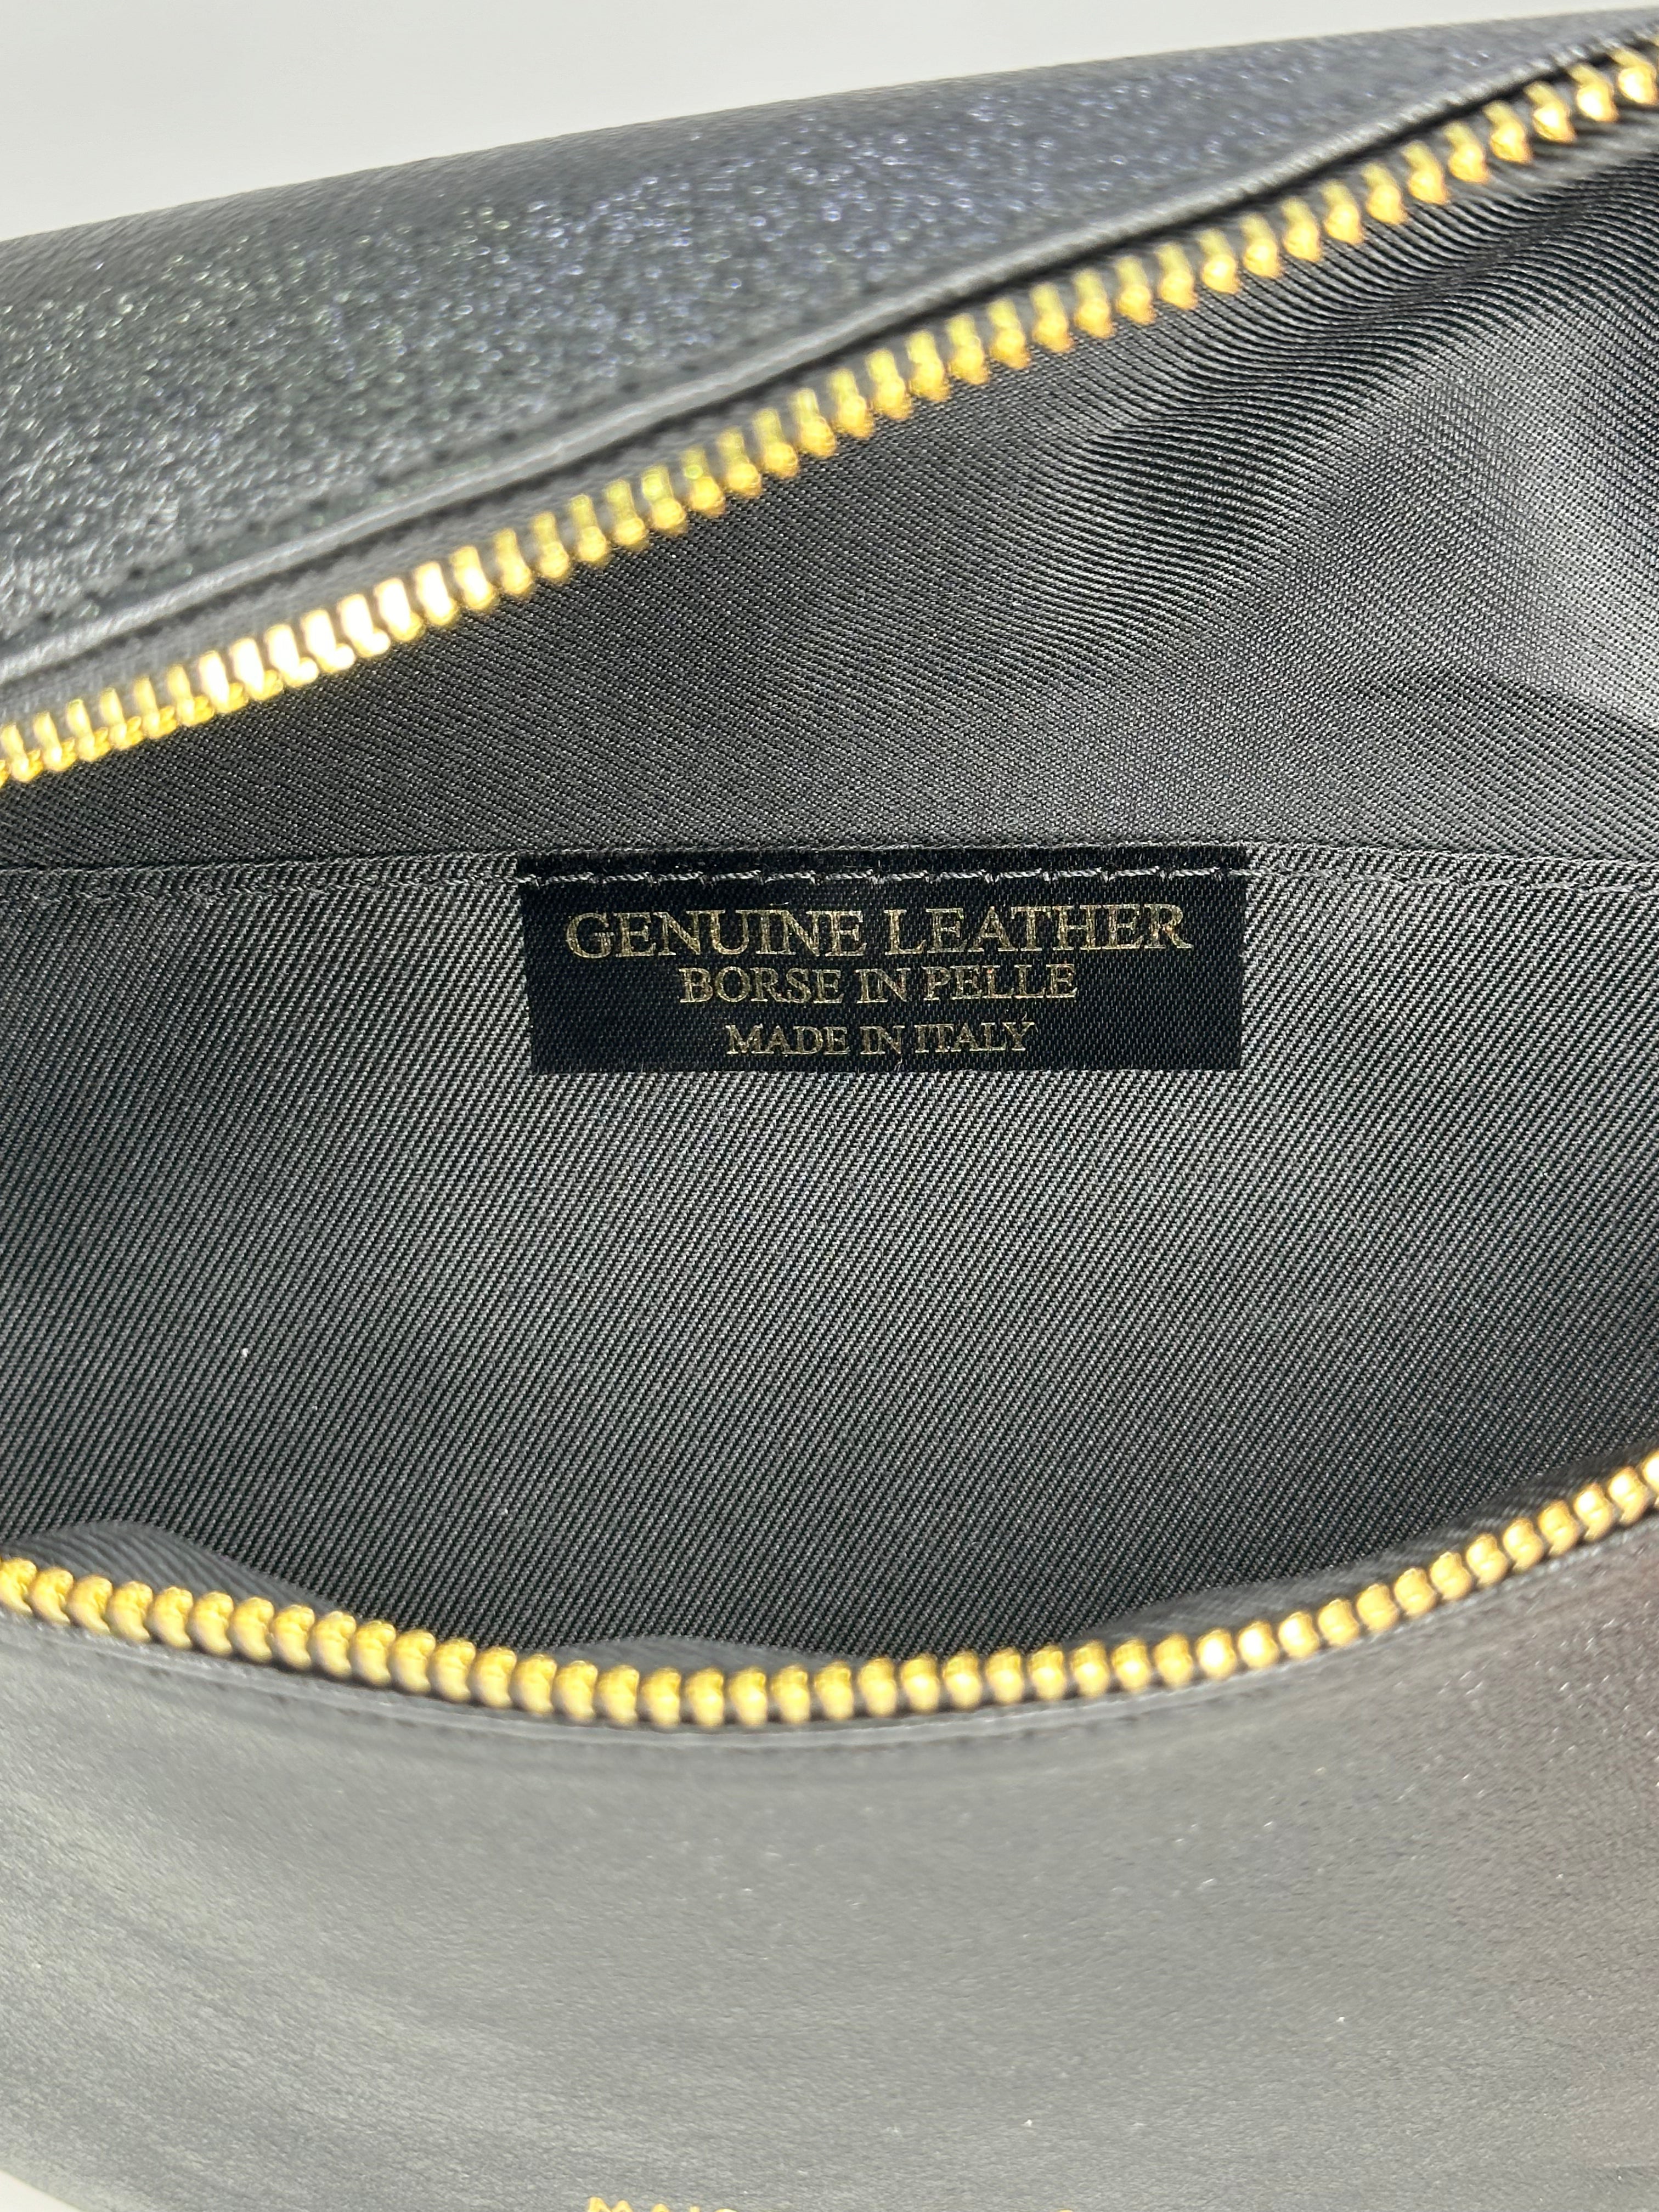 GENUINE LEATHER
BORSE IN PELLE
MADE IN ITALY